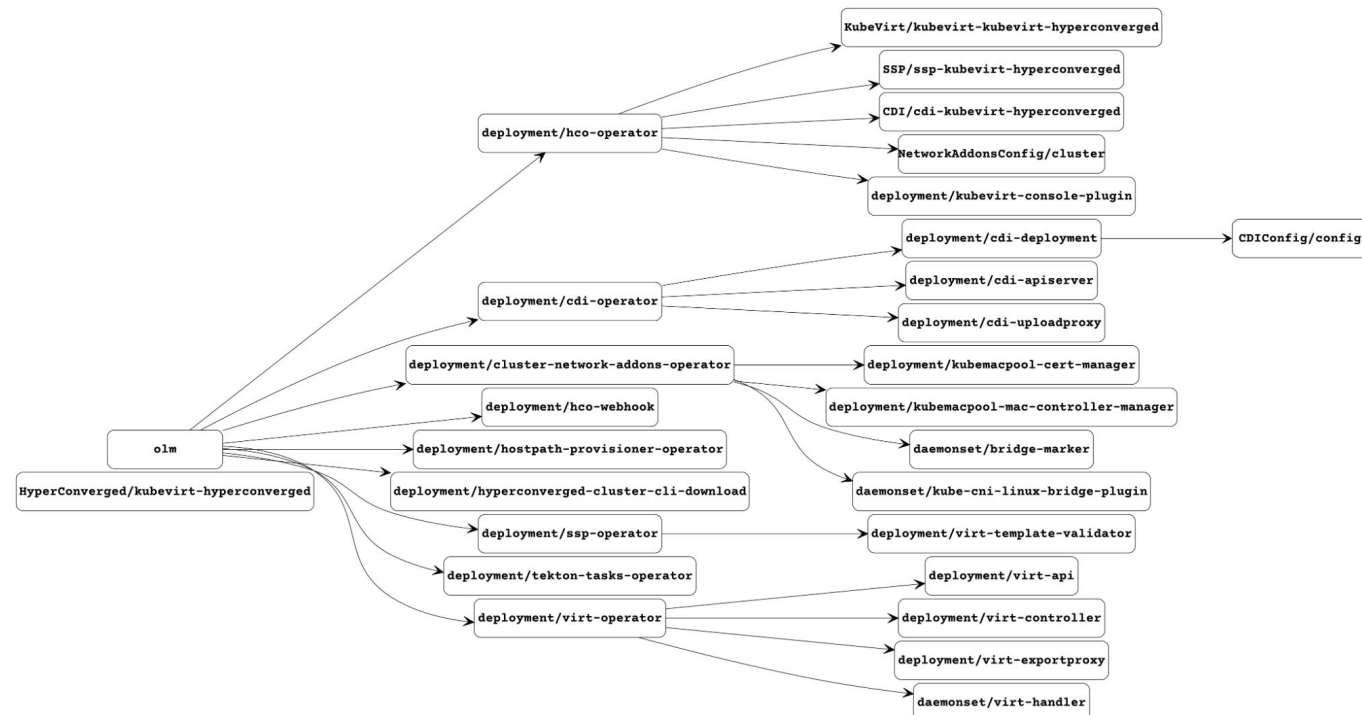 KubeVirt/kubevirt-kubevirt-hyperconverged
SSP/ssp-kubevirt-hyperconverged
CDI/cdi-kubevirt-hyperconverged
deployment/hco-operator
NetworkAddonsConfig/cluster
deployment/kubevirt-console-plugin
deployment/cdi-deployment
CDIConfig/config
deployment/cdi-apiserver
deployment/cdi-operator
deployment/cdi-uploadproxy
deployment/cluster-network-addons-operator
deployment/kubemacpool-cert-manager
deployment/hco-webhook
deployment/kubemacpool-mac-controller-manager
olm
deployment/hostpath-provisioner-operator
daemonset/bridge-marker
HyperConverged/kubevirt-hyperconverged
deployment/hyperconverged-cluster-cli-download
daemonset/kube-cni-linux-bridge-plugin
deployment/ssp-operator
deployment/virt-template-validator
deployment/tekton-tasks-operator
deployment/virt-api
deployment/virt-operator
deployment/virt-controller
deployment/virt-exportproxy
daemonset/virt-handler